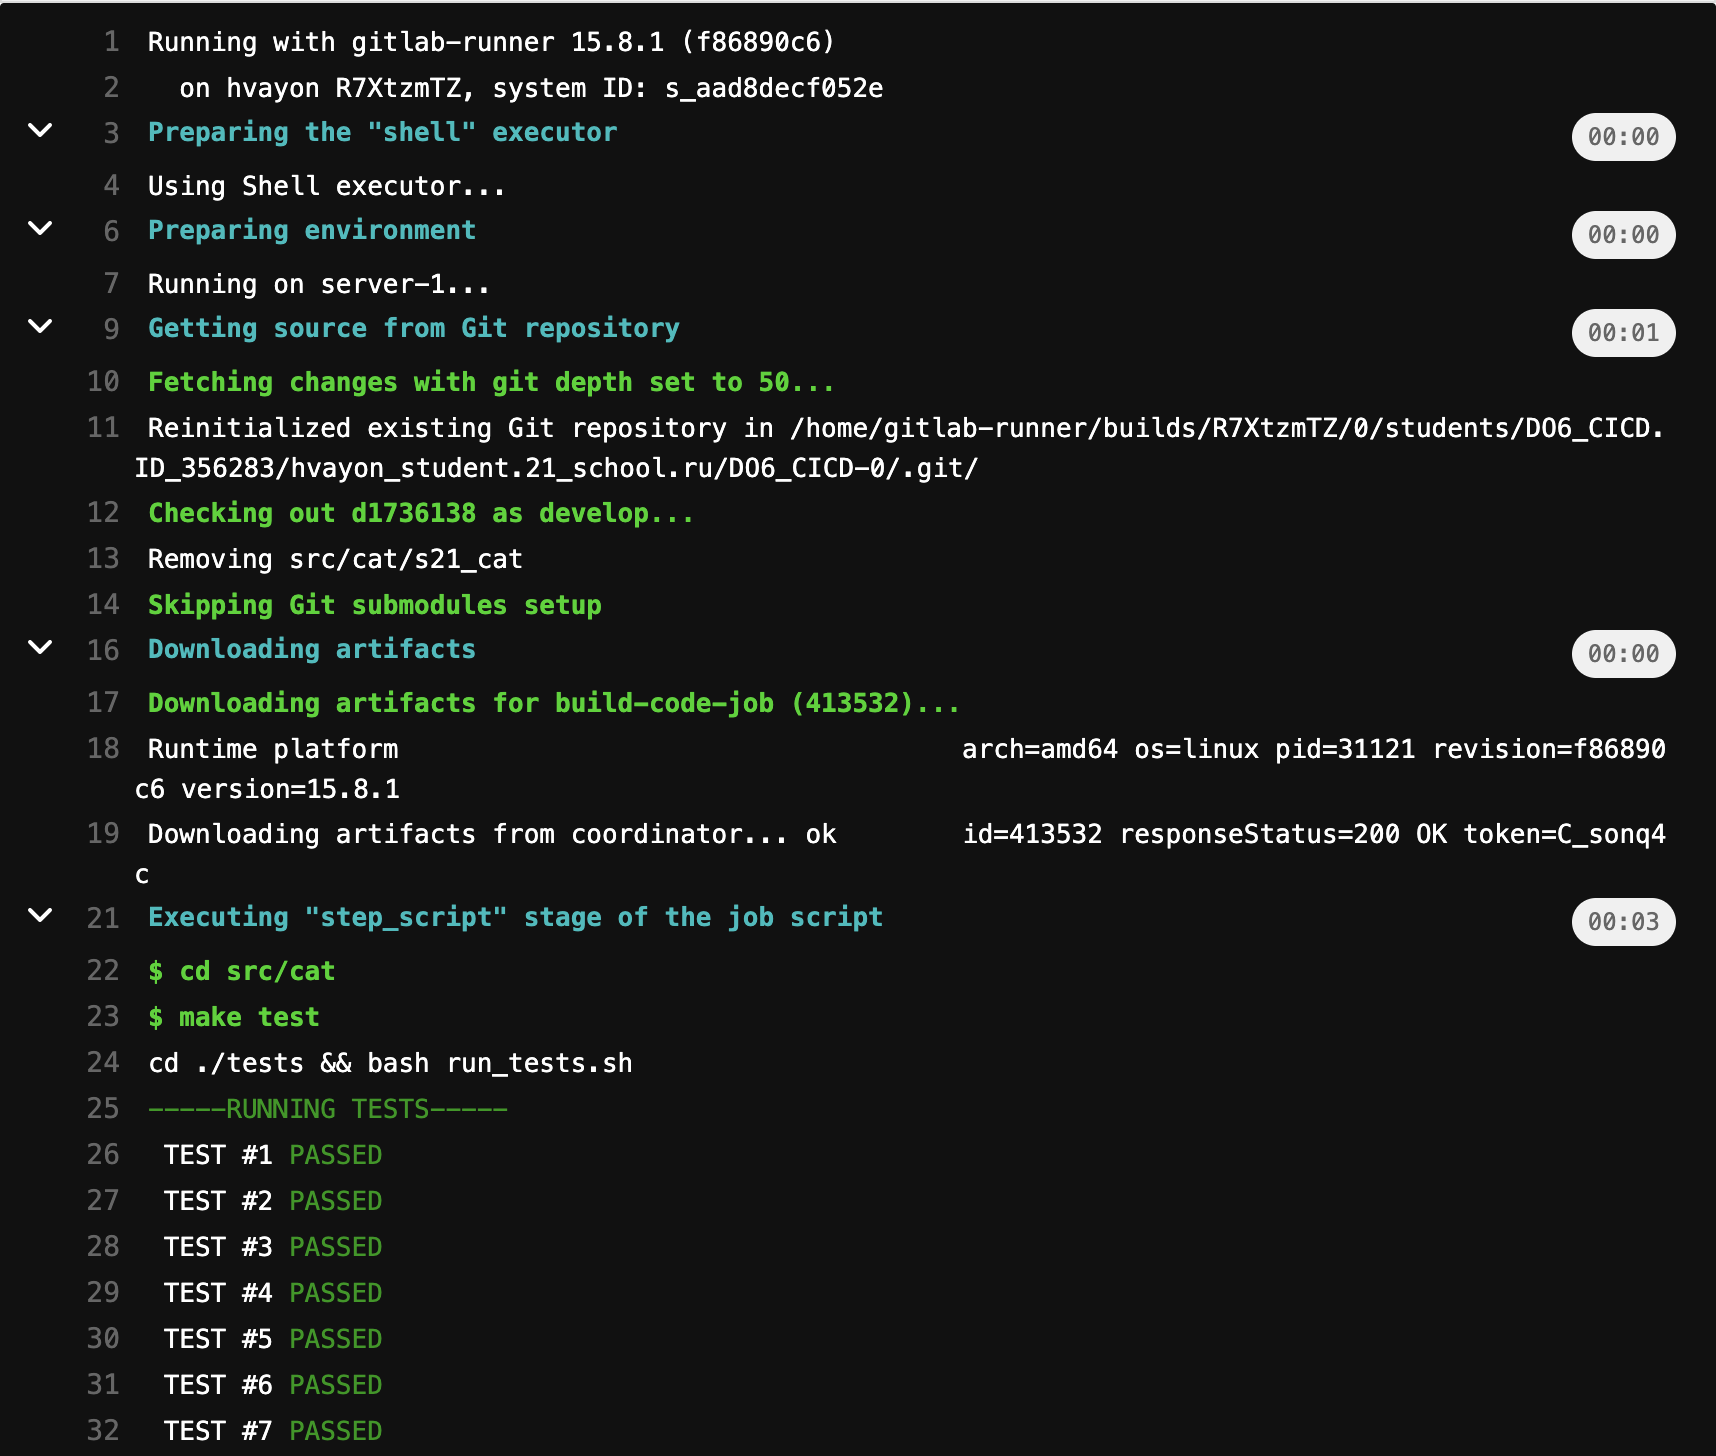 1 Running with gitlab-runner 15.8.1 (f86890c6)
2 on hvayon R7XtzmTZ, system ID: s_aad8decf052e
3 Preparing the "shell" executor 00:00
4 Using Shell executor...
6 Preparing environment 00:00
7 Running on server-1...
9 Getting source from Git repository 00:01
10 Fetching changes with git depth set to 50...
11 Reinitialized existing Git repository in /home/gitlab-runner/builds/R7XtzmTZ/0/students/DO6_CICD.
ID_356283/hvayon_student.21_school.ru/DO6_CICD-0/.git/
12 Checking out d1736138 as develop...
13 Removing src/cat/s21_cat
14 Skipping Git submodules setup
16 Downloading artifacts 00:00
17 Downloading artifacts for build-code-job (413532)...
18 Runtime platform arch=amd64 os=linux pid=31121 revision=f86890
c6 version=15.8.1
19 Downloading artifacts from coordinator... ok id=413532 responseStatus=200 OK token=C_sonq4
c
21 Executing "step_script" stage of the job script 00:03
22 $ cd src/cat
23 $ make test
24 cd ./tests && bash run_tests.sh
25 -----RUNNING TESTS-----
26 TEST #1 PASSED
27 TEST #2 PASSED
28 TEST #3 PASSED
29 TEST #4 PASSED
30 TEST #5 PASSED
31 TEST #6 PASSED
32 TEST #7 PASSED